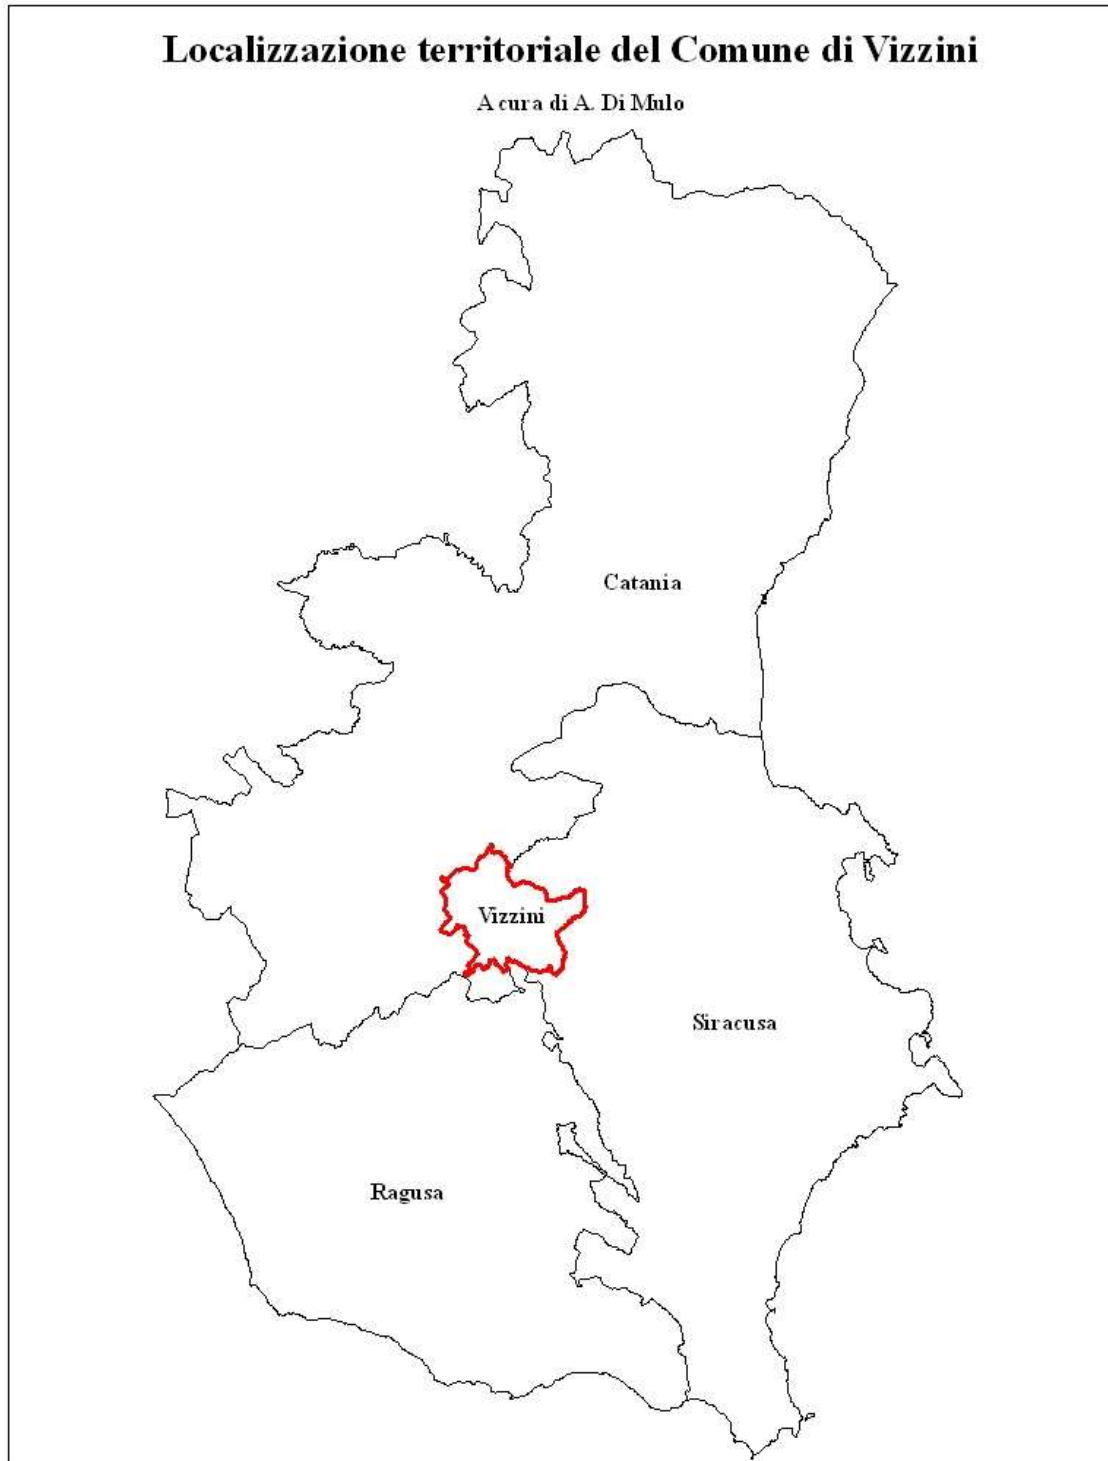 Localizzazione territoriale del Comune di Vizzini
A cura di A. Di Mulo
Catania
Vizzini
Siracusa
Ragusa